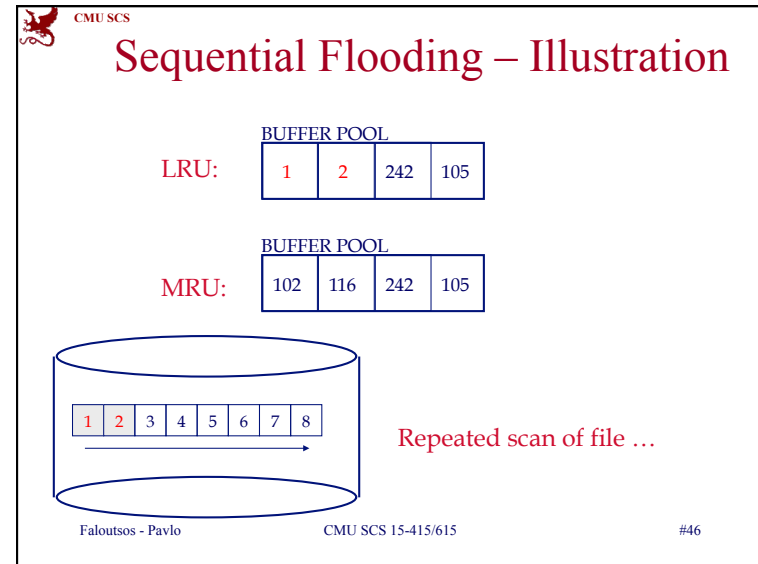 CMU SCS
Sequential Flooding – Illustration
BUFFER POOL
LRU: 1 2 242 105
BUFFER POOL
MRU: 102 116 242 105
1 2 3 4 5 6 7 8
Repeated scan of file …
Faloutsos - Pavlo CMU SCS 15-415/615 #46